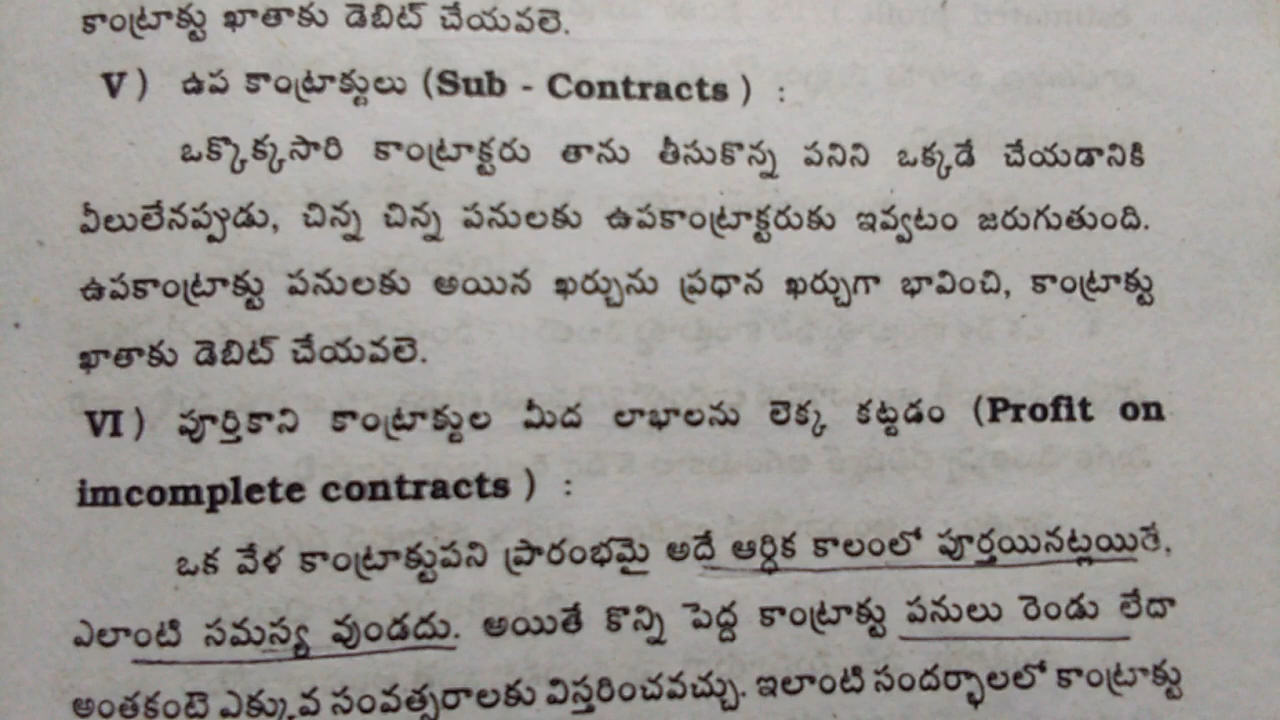 కాంట్రాక్టు ఖాతాకు డెబిట్ చేయవలె.
V) ఉప కాంట్రాక్టులు (Sub - Contracts) :
ఒక్కొక్కసారి కాంట్రాక్టరు తాను తీసుకొన్న పనిని ఒక్కడే చేయడానికి
వీలులేనప్పుడు, చిన్న చిన్న పనులకు ఉపకాంట్రాక్టరుకు ఇవ్వటం జరుగుతుంది.
ఉపకాంట్రాక్టు పనులకు అయిన ఖర్చును ప్రధాన ఖర్చుగా భావించి, కాంట్రాక్టు
ఖాతాకు డెబిట్ చేయవలె.
VI) పూర్తికాని కాంట్రాక్టుల మీద లాభాలను లెక్క కట్టడం (Profit on
imcomplete contracts) :
ఒక వేళ కాంట్రాక్టుపని ప్రారంభమై అదే ఆర్ధిక కాలంలో పూర్తయినట్లయితే,
ఎలాంటి సమస్య వుండదు. అయితే కొన్ని పెద్ద కాంట్రాక్టు పనులు రెండు లేదా
అంతకంటె ఎక్కువ సంవత్సరాలకు విస్తరించవచ్చు. ఇలాంటి సందర్భాలలో కాంట్రాక్టు